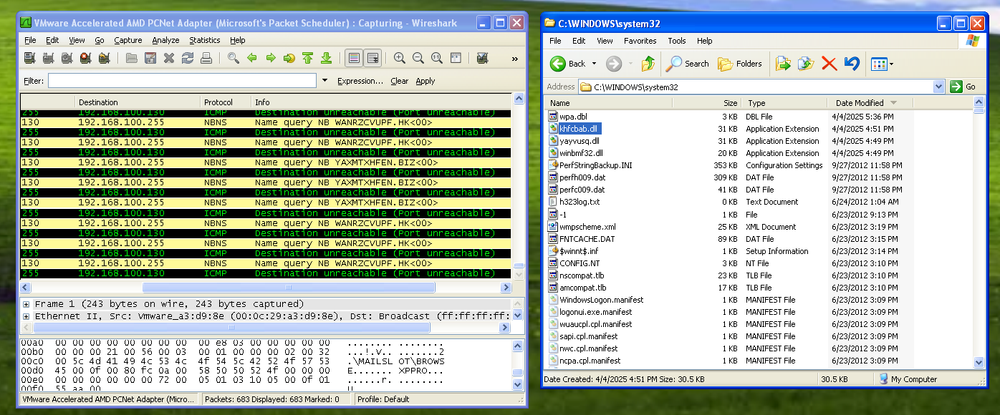 VMware Accelerated AMD PCNet Adapter (Microsoft's Packet Scheduler) : Capturing - Wireshark
File Edit View Go Capture Analyze Statistics Help
Filter: Expression... Clear Apply
Destination Protocol Info
255 192.168.100.130 ICMP Destination unreachable (Port unreachable)
130 192.168.100.255 NBNS Name query NB WANRZCVUPF.HK<00>
255 192.168.100.130 ICMP Destination unreachable (Port unreachable)
130 192.168.100.255 NBNS Name query NB WANRZCVUPF.HK<00>
255 192.168.100.130 ICMP Destination unreachable (Port unreachable)
130 192.168.100.255 NBNS Name query NB YAXMTXHFEN.BIZ<00>
255 192.168.100.130 ICMP Destination unreachable (Port unreachable)
130 192.168.100.255 NBNS Name query NB YAXMTXHFEN.BIZ<00>
255 192.168.100.130 ICMP Destination unreachable (Port unreachable)
130 192.168.100.255 NBNS Name query NB YAXMTXHFEN.BIZ<00>
255 192.168.100.130 ICMP Destination unreachable (Port unreachable)
130 192.168.100.255 NBNS Name query NB WANRZCVUPF.HK<00>
255 192.168.100.130 ICMP Destination unreachable (Port unreachable)
130 192.168.100.255 NBNS Name query NB WANRZCVUPF.HK<00>
255 192.168.100.130 ICMP Destination unreachable (Port unreachable)
130 192.168.100.255 NBNS Name query NB WANRZCVUPF.HK<00>
255 192.168.100.130 ICMP Destination unreachable (Port unreachable)
Frame 1 (243 bytes on wire, 243 bytes captured)
Ethernet II, Src: Vmware_a3:d9:8e (00:0c:29:a3:d9:8e), Dst: Broadcast (ff:ff:ff:ff:
00a0 00 00 00 00 00 00 e8 03 00 00 00 00 00 00 ........ ........
00b0 00 00 00 21 00 56 00 03 00 01 00 00 00 02 00 32 ...!.V.. .......2
00c0 00 5c 4d 41 49 4c 53 4c 4f 54 5c 42 52 4f 57 53 .\MAILSL OT\BROWS
00d0 45 00 0f 00 80 fc 0a 00 58 50 50 52 4f 00 00 00 E....... XPPRO...
00e0 00 00 00 00 00 00 72 00 05 01 03 10 05 00 0f 01 ......r. ........
00f0 55 aa 00 U..
VMware Accelerated AMD PCNet Adapter (Micro... Packets: 683 Displayed: 683 Marked: 0 Profile: Default
C:\WINDOWS\system32
File Edit View Favorites Tools Help
Back Search Folders
Address C:\WINDOWS\system32 Go
Name Size Type Date Modified
wpa.dbl 3 KB DBL File 4/4/2025 5:36 PM
khfcbab.dll 31 KB Application Extension 4/4/2025 4:51 PM
yayvusq.dll 31 KB Application Extension 4/4/2025 4:49 PM
winbmf32.dll 20 KB Application Extension 4/4/2025 4:49 PM
PerfStringBackup.INI 353 KB Configuration Settings 9/27/2012 11:58 PM
perfh009.dat 309 KB DAT File 9/27/2012 11:58 PM
perfc009.dat 41 KB DAT File 9/27/2012 11:58 PM
h323log.txt 0 KB Text Document 6/24/2012 1:04 AM
-1 1 KB File 6/23/2012 9:13 PM
wmpscheme.xml 25 KB XML Document 6/23/2012 3:19 PM
FNTCACHE.DAT 89 KB DAT File 6/23/2012 3:15 PM
$winnt$.inf 1 KB Setup Information 6/23/2012 3:14 PM
CONFIG.NT 3 KB NT File 6/23/2012 3:10 PM
nscompat.tlb 23 KB TLB File 6/23/2012 3:10 PM
amcompat.tlb 17 KB TLB File 6/23/2012 3:10 PM
WindowsLogon.manifest 1 KB MANIFEST File 6/23/2012 3:09 PM
logonui.exe.manifest 1 KB MANIFEST File 6/23/2012 3:09 PM
wuaucpl.cpl.manifest 1 KB MANIFEST File 6/23/2012 3:09 PM
sapi.cpl.manifest 1 KB MANIFEST File 6/23/2012 3:09 PM
nwc.cpl.manifest 1 KB MANIFEST File 6/23/2012 3:09 PM
ncpa.cpl.manifest 1 KB MANIFEST File 6/23/2012 3:09 PM
Date Created: 4/4/2025 4:51 PM Size: 30.5 KB 30.5 KB My Computer